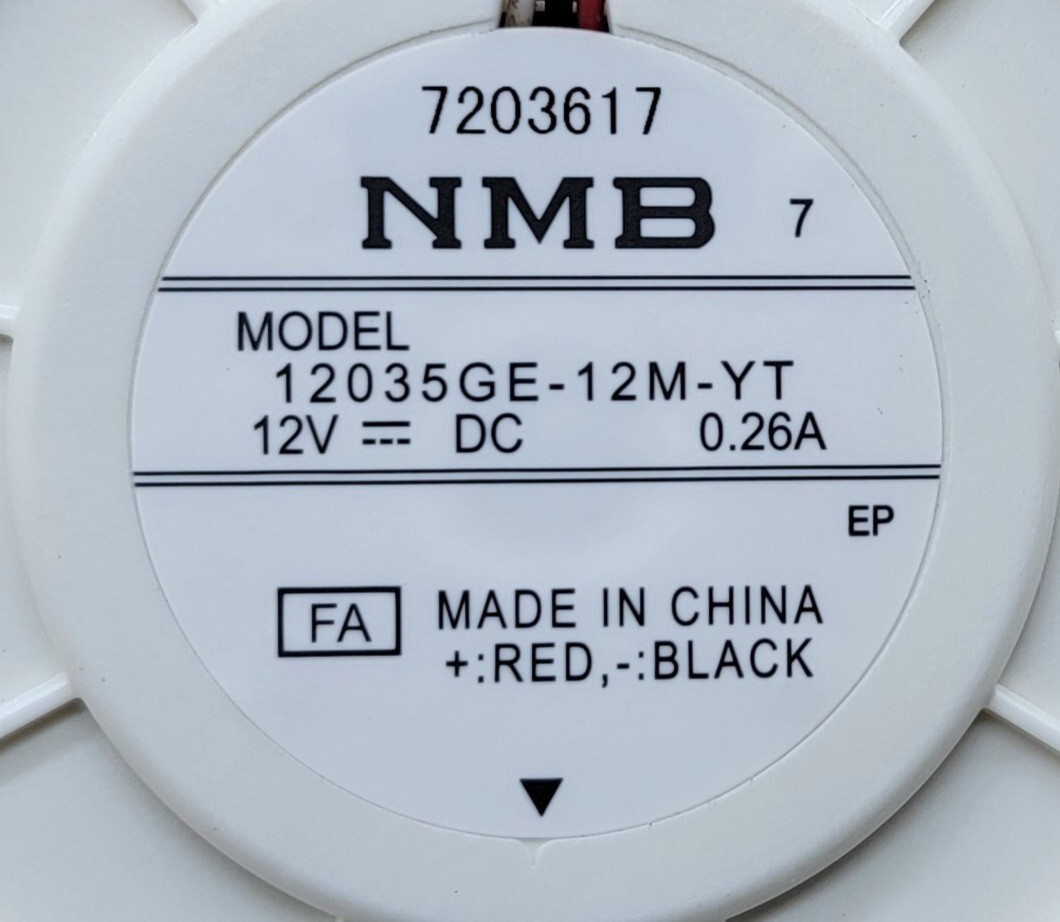 7203617
NMB 7
MODEL
12035GE-12M-YT
12V ⎓ DC 0.26A
EP
FA MADE IN CHINA
+:RED,-:BLACK